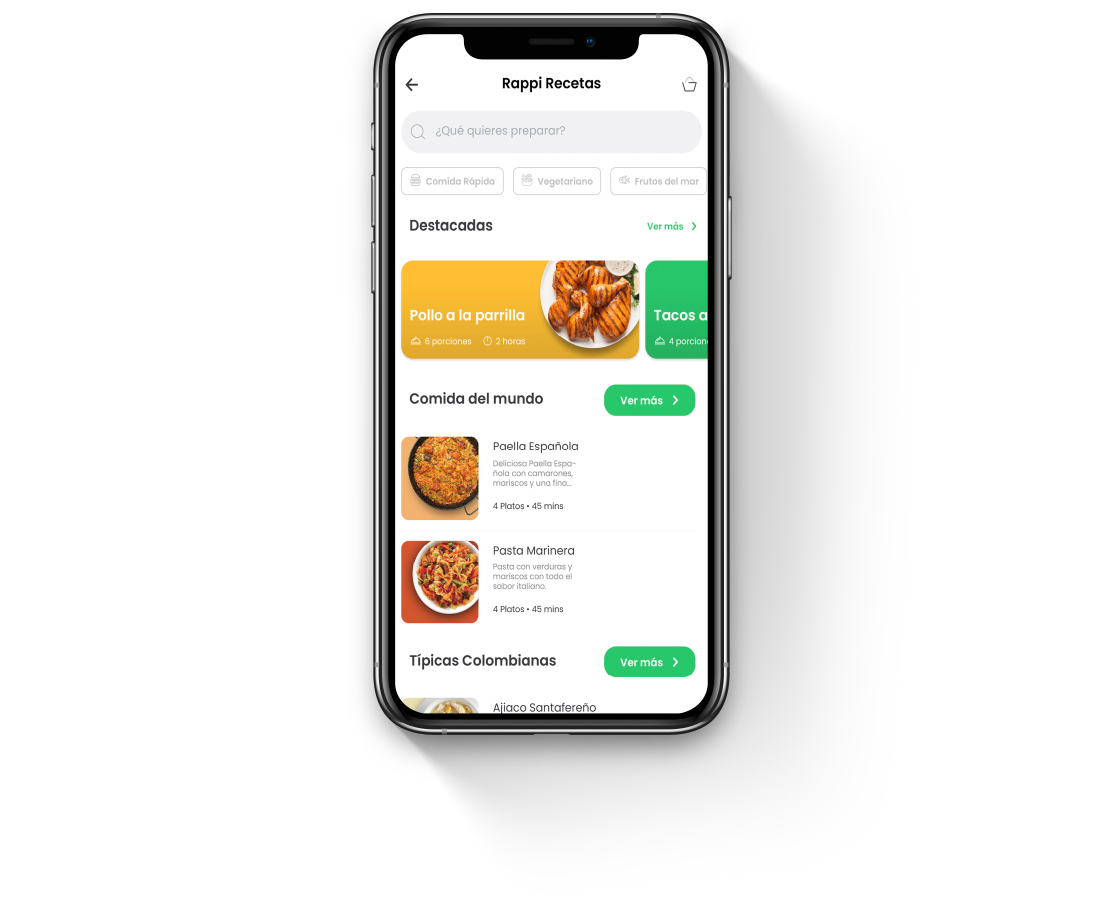 Rappi Recetas
¿Qué quieres preparar?
Comida Rápida
Vegetariano
Frutos del mar
Destacadas
Ver más
Pollo a la parrilla
6 porciones
2 horas
Tacos a
4 porcion
Comida del mundo
Ver más
Paella Española
Deliciosa Paella Espa-
ñola con camarones,
mariscos y una fina...
4 Platos • 45 mins
Pasta Marinera
Pasta con verduras y
mariscos con todo el
sabor italiano.
4 Platos • 45 mins
Típicas Colombianas
Ver más
Ajiaco Santafereño